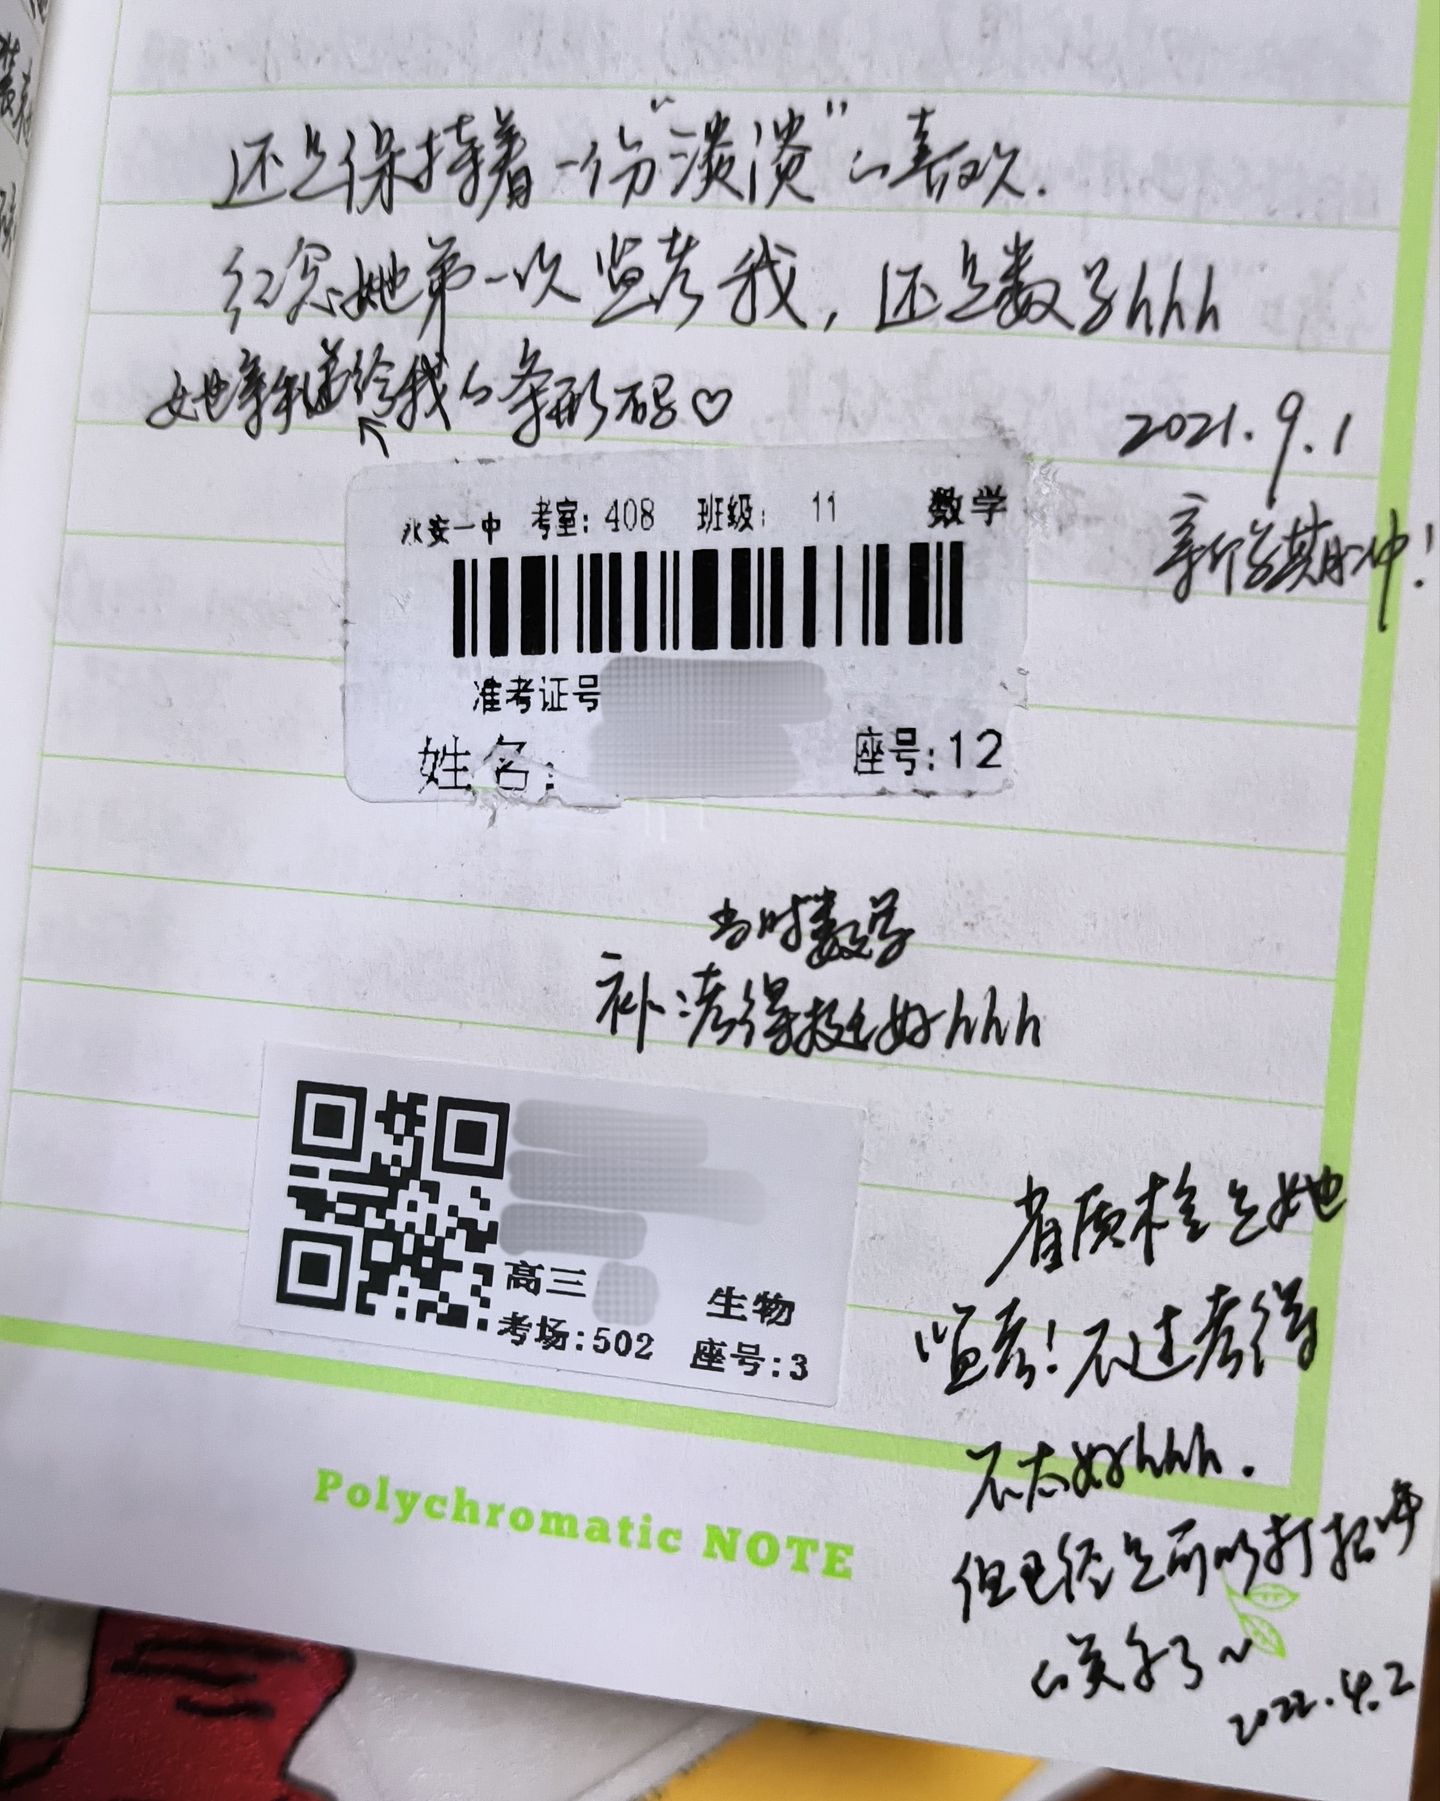 还是保持着一份“淡淡”的喜欢.
纪念她第一次监考我,还是数学hhh
她亲手递给我的条形码♡
2021.9.1
新学期冲!
永安一中 考室:408 班级: 11 数学
准考证号
姓名:
座号:12
当时数学
补:考得挺好hhh
高三
生物
考场:502 座号:3
省质检是她
监考!不过考得
不太好hhh.
但已经是可以打招呼
的关系了~
2022.4.2
Polychromatic NOTE